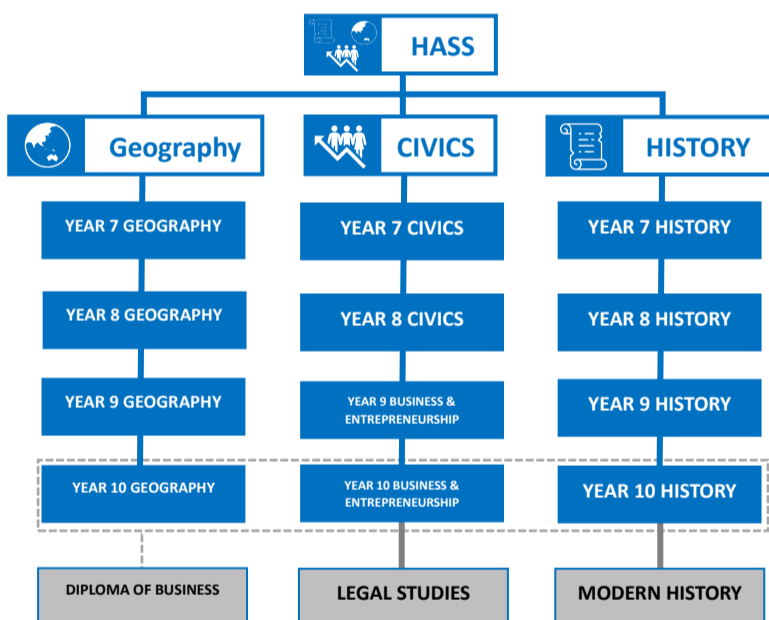 HASS
Geography
CIVICS
HISTORY
YEAR 7 GEOGRAPHY
YEAR 7 CIVICS
YEAR 7 HISTORY
YEAR 8 GEOGRAPHY
YEAR 8 CIVICS
YEAR 8 HISTORY
YEAR 9 GEOGRAPHY
YEAR 9 BUSINESS &
ENTREPRENEURSHIP
YEAR 9 HISTORY
YEAR 10 GEOGRAPHY
YEAR 10 BUSINESS &
ENTREPRENEURSHIP
YEAR 10 HISTORY
DIPLOMA OF BUSINESS
LEGAL STUDIES
MODERN HISTORY